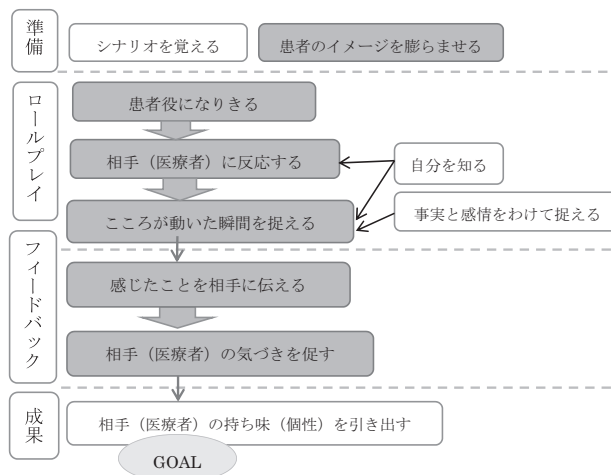 準備
シナリオを覚える
患者のイメージを膨らませる
ロールプレイ
患者役になりきる
相手（医療者）に反応する
自分を知る
こころが動いた瞬間を捉える
事実と感情をわけて捉える
フィードバック
感じたことを相手に伝える
相手（医療者）の気づきを促す
成果
相手（医療者）の持ち味（個性）を引き出す
GOAL